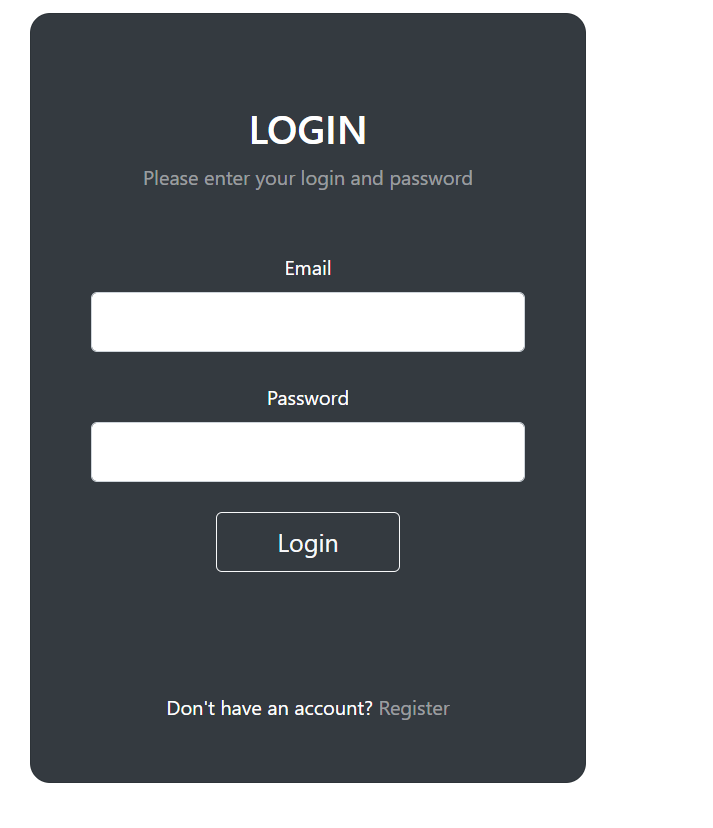 LOGIN
Please enter your login and password
Email
Password
Login
Don't have an account? Register